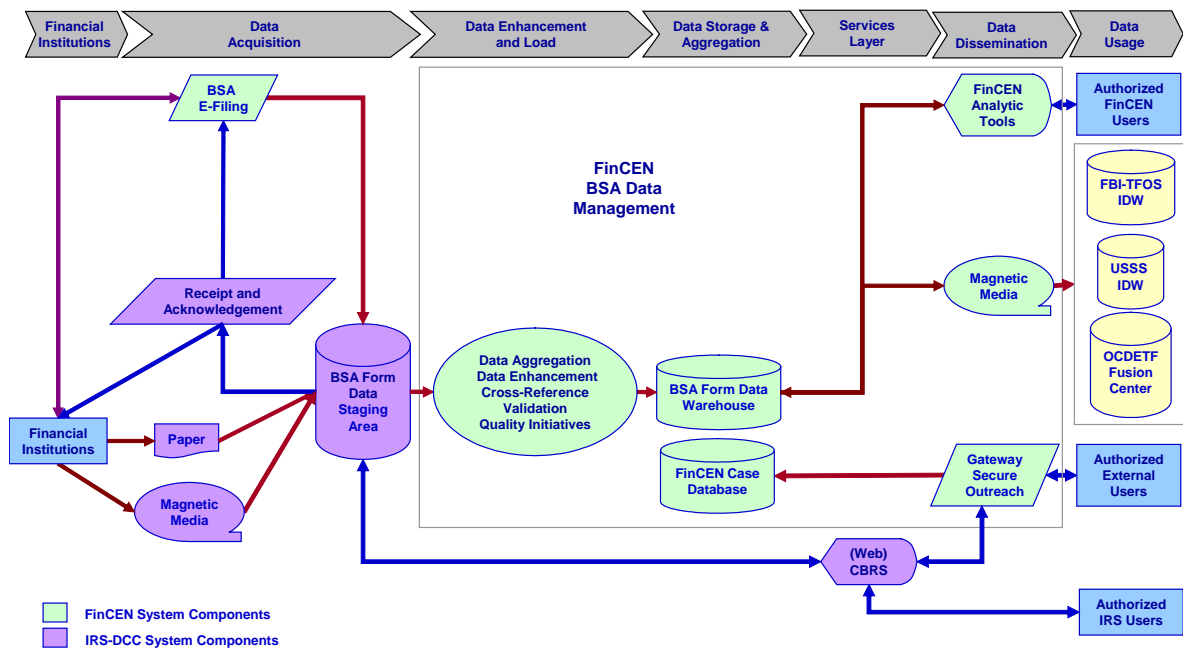 Financial
Institutions
Data
Acquisition
Data Enhancement
and Load
Data Storage &
Aggregation
Services
Layer
Data
Dissemination
Data
Usage
BSA
E-Filing
FinCEN
Analytic
Tools
Authorized
FinCEN
Users
FinCEN
BSA Data
Management
FBI-TFOS
IDW
USSS
IDW
OCDETF
Fusion
Center
Receipt and
Acknowledgement
Magnetic
Media
BSA Form
Data
Staging
Area
Data Aggregation
Data Enhancement
Cross-Reference
Validation
Quality Initiatives
BSA Form Data
Warehouse
Financial
Institutions
Paper
Magnetic
Media
FinCEN Case
Database
Gateway
Secure
Outreach
Authorized
External
Users
(Web)
CBRS
Authorized
IRS Users
FinCEN System Components
IRS-DCC System Components